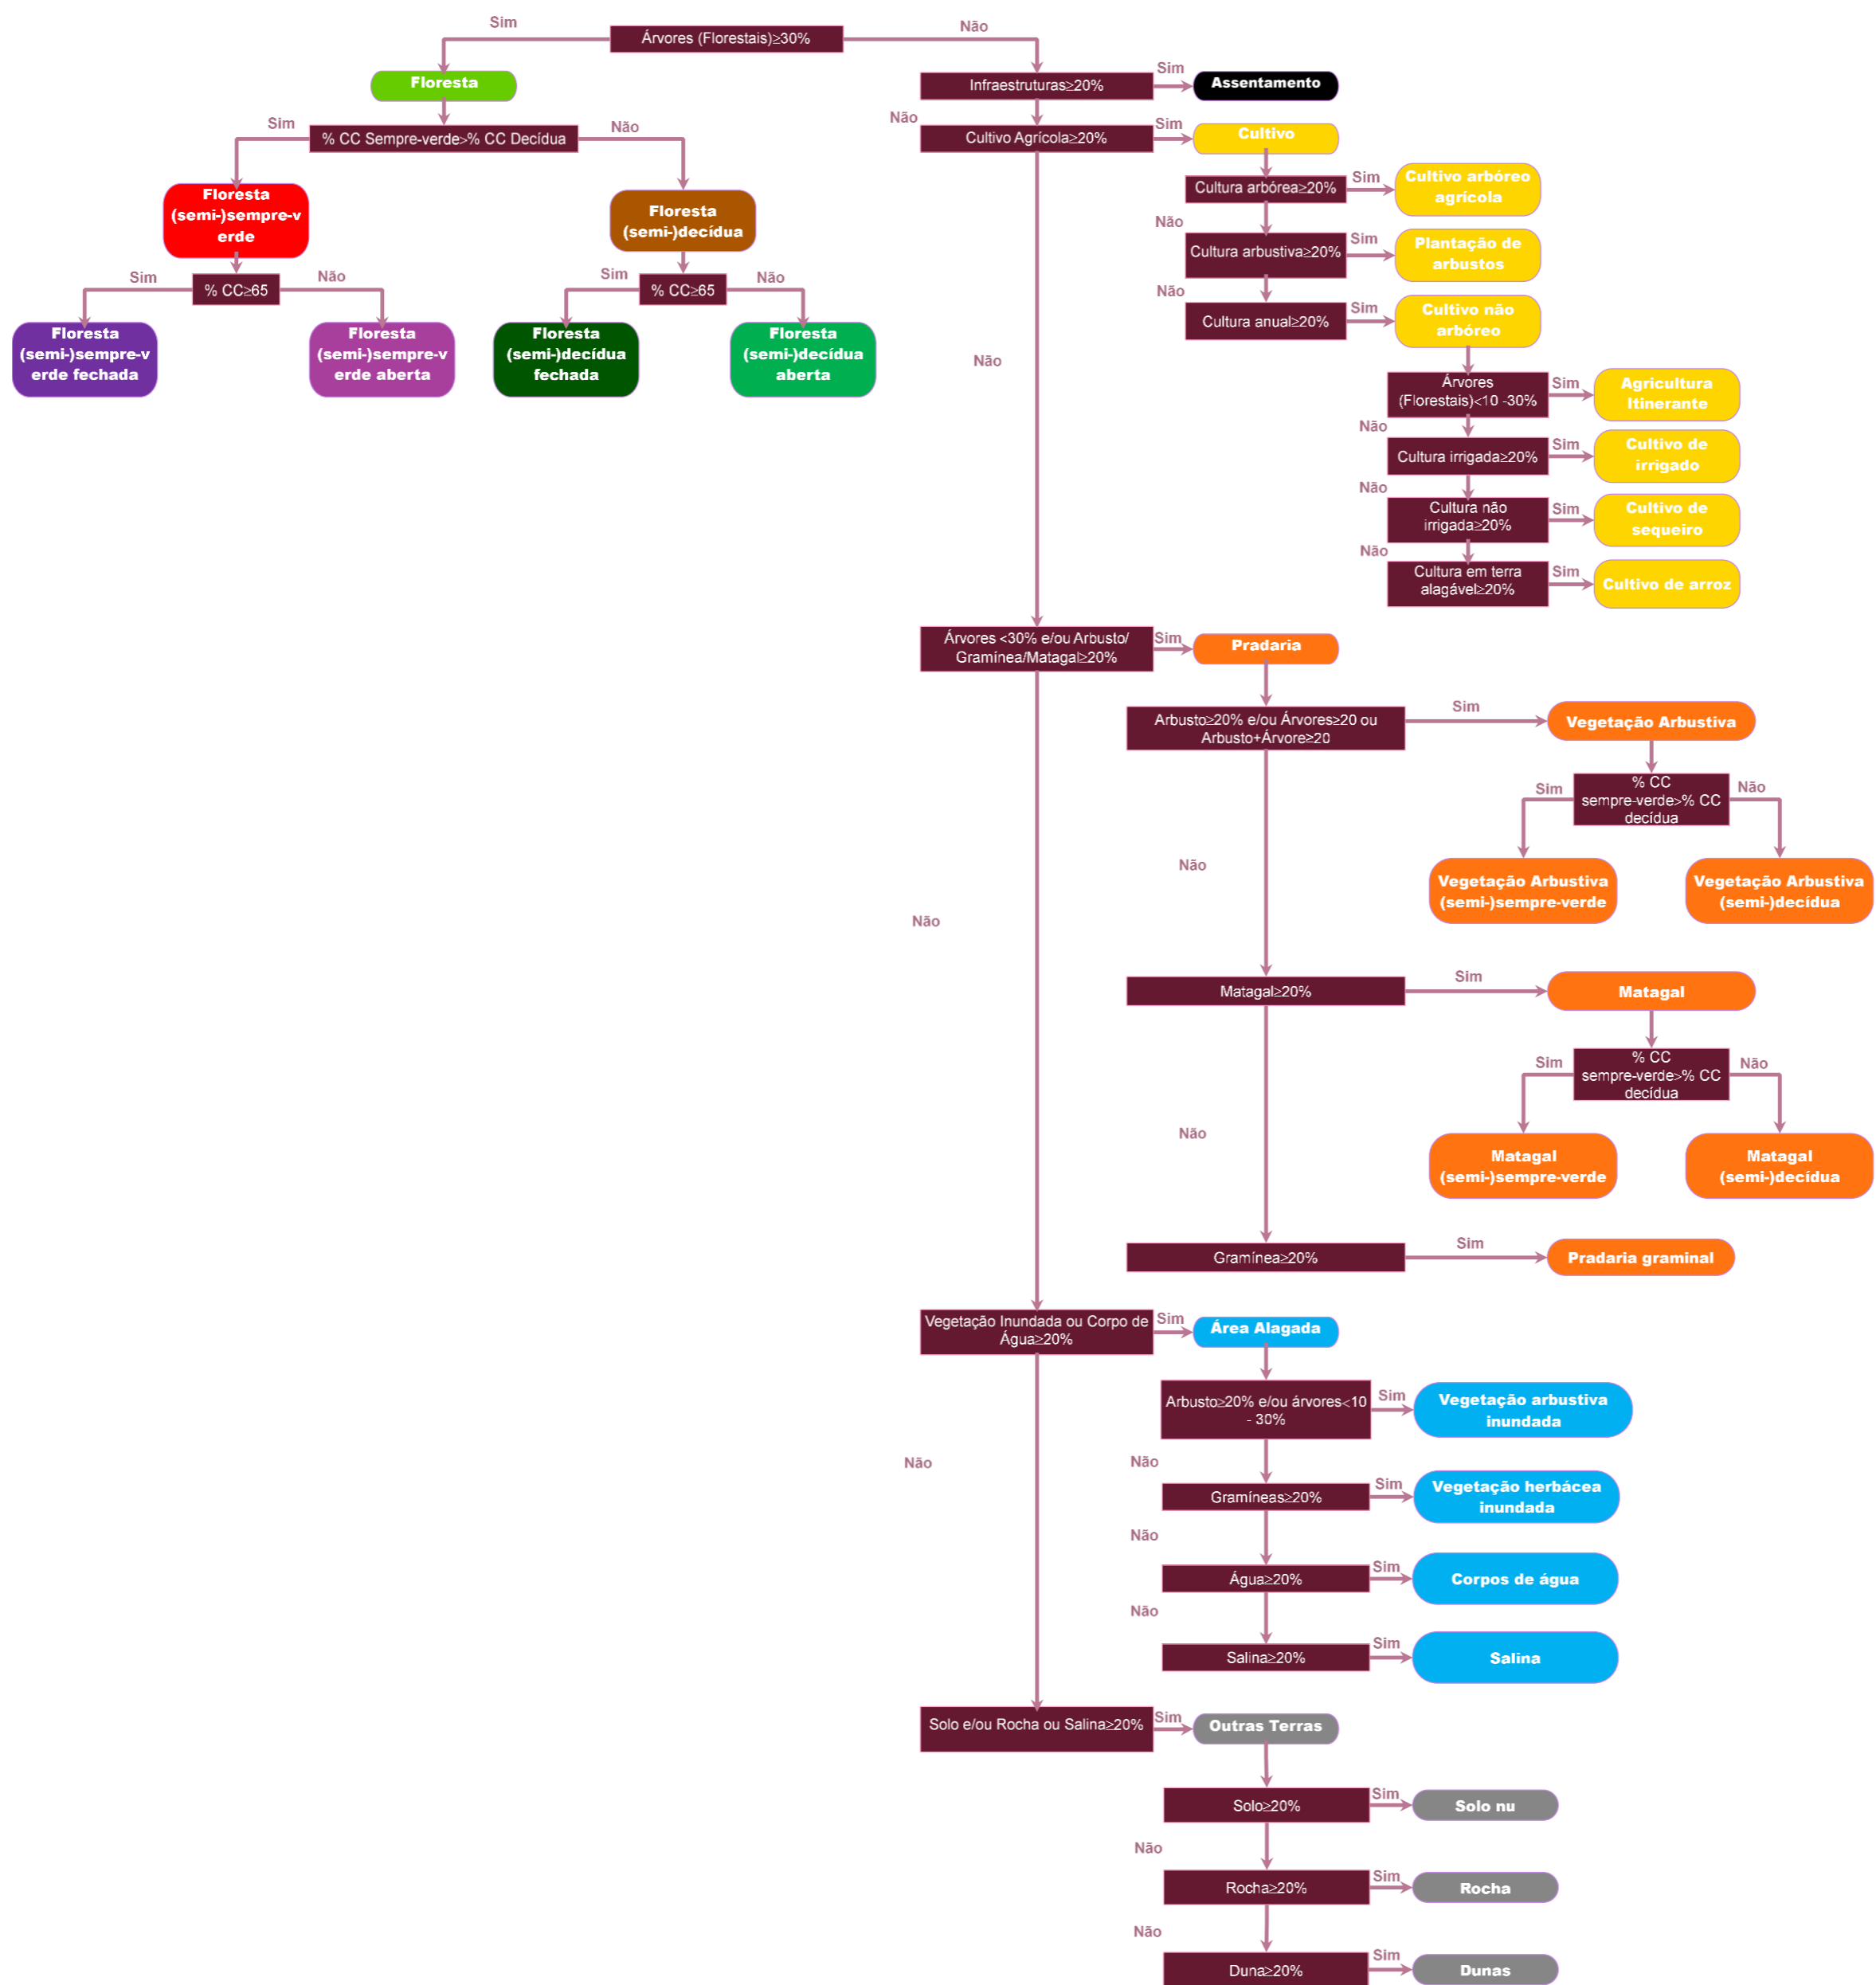 Sim
Não
Árvores (Florestais)≥30%
Floresta
Sim
Infraestruturas≥20%
Assentamento
Sim
Não
% CC Sempre-verde>% CC Decídua
Não
Sim
Cultivo Agrícola≥20%
Cultivo
Floresta
(semi-)sempre-v
erde
Floresta
(semi-)decídua
Sim
Cultura arbórea≥20%
Cultivo arbóreo
agrícola
Não
Sim
Cultura arbustiva≥20%
Plantação de
arbustos
Sim
Não
% CC≥65
Sim
Não
% CC≥65
Não
Sim
Cultura anual≥20%
Cultivo não
arbóreo
Floresta
(semi-)sempre-v
erde fechada
Floresta
(semi-)sempre-v
erde aberta
Floresta
(semi-)decídua
fechada
Floresta
(semi-)decídua
aberta
Não
Árvores
(Florestais)<10 -30%
Sim
Agricultura
Itinerante
Não
Cultura irrigada≥20%
Sim
Cultivo de
irrigado
Não
Cultura não
irrigada≥20%
Sim
Cultivo de
sequeiro
Não
Cultura em terra
alagável≥20%
Sim
Cultivo de arroz
Árvores <30% e/ou Arbusto/
Gramínea/Matagal≥20%
Sim
Pradaria
Arbusto≥20% e/ou Árvores≥20 ou
Arbusto+Árvore≥20
Sim
Vegetação Arbustiva
Sim
% CC
sempre-verde>% CC
decídua
Não
Não
Vegetação Arbustiva
(semi-)sempre-verde
Vegetação Arbustiva
(semi-)decídua
Não
Matagal≥20%
Sim
Matagal
Sim
% CC
sempre-verde>% CC
decídua
Não
Não
Matagal
(semi-)sempre-verde
Matagal
(semi-)decídua
Gramínea≥20%
Sim
Pradaria graminal
Vegetação Inundada ou Corpo de
Água≥20%
Sim
Área Alagada
Arbusto≥20% e/ou árvores<10
- 30%
Sim
Vegetação arbustiva
inundada
Não
Não
Gramíneas≥20%
Sim
Vegetação herbácea
inundada
Não
Água≥20%
Sim
Corpos de água
Não
Salina≥20%
Sim
Salina
Solo e/ou Rocha ou Salina≥20%
Sim
Outras Terras
Solo≥20%
Sim
Solo nu
Não
Rocha≥20%
Sim
Rocha
Não
Duna≥20%
Sim
Dunas